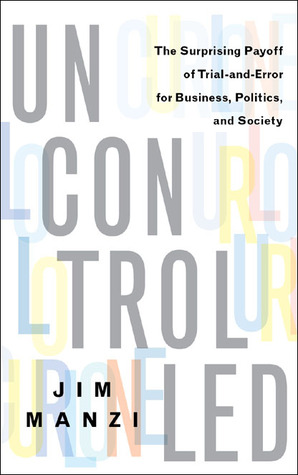 UN
The Surprising Payoff
of Trial-and-Error
for Business, Politics,
and Society
CON
TROL
LED
JIM
MANZI